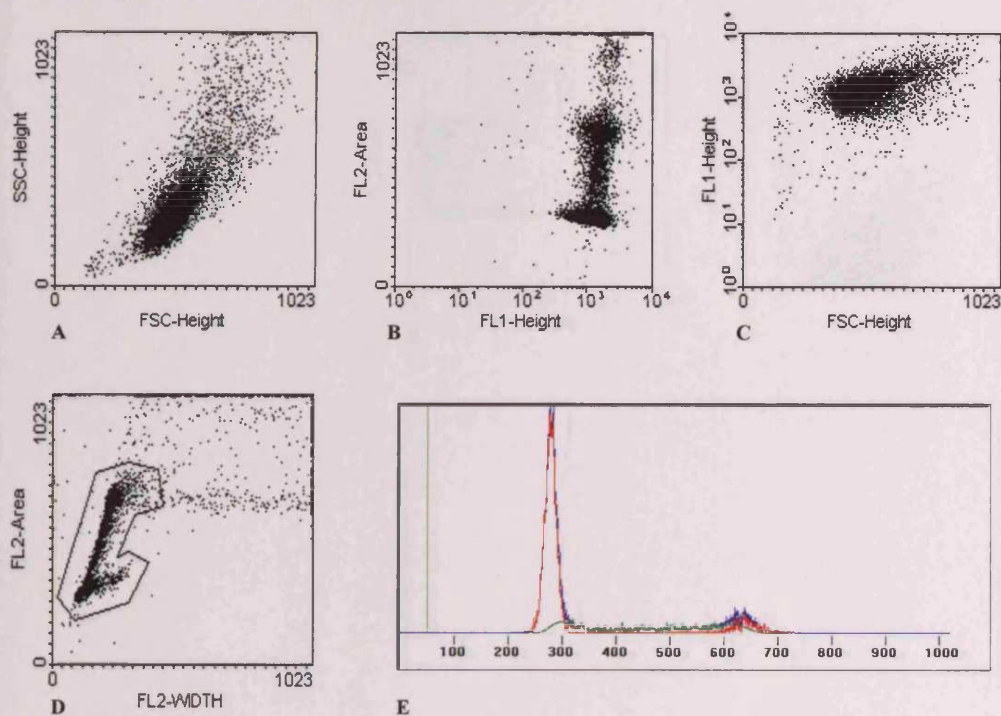 1023
SSC-Height
0
0
1023
FSC-Height
A
1023
FL2-Area
0
10⁰
10¹
10²
10³
10⁴
FL1-Height
B
10⁴
10³
10²
10¹
10⁰
FL1-Height
0
1023
FSC-Height
C
1023
FL2-Area
0
0
1023
FL2-WIDTH
D
100 200 300 400 500 600 700 800 900 1000
E